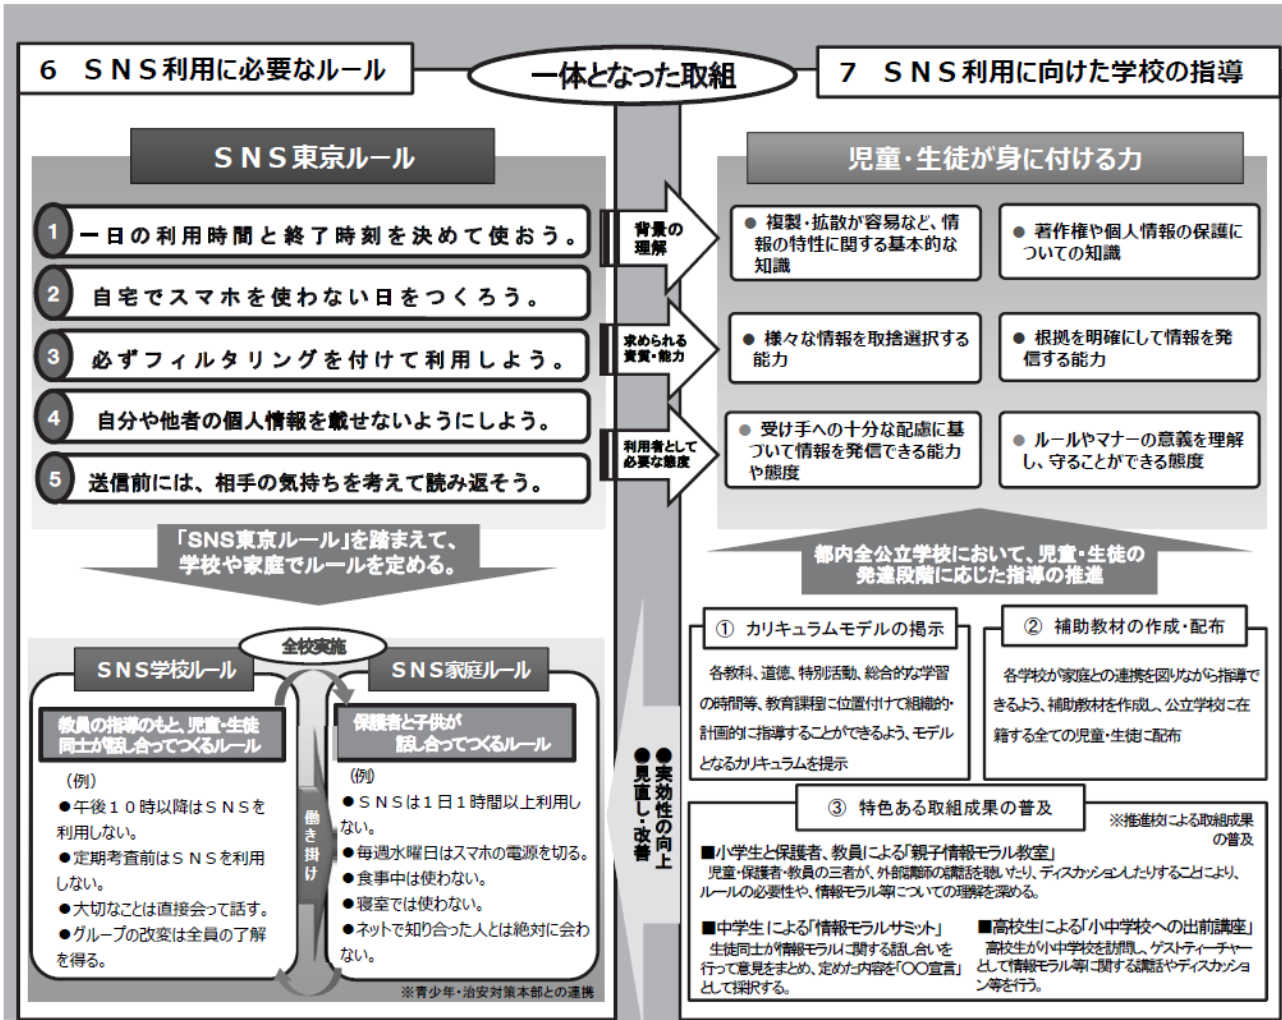 6 SNS利用に必要なルール
一体となった取組
7 SNS利用に向けた学校の指導
SNS東京ルール
1 一日の利用時間と終了時刻を決めて使おう。
2 自宅でスマホを使わない日をつくろう。
3 必ずフィルタリングを付けて利用しよう。
4 自分や他者の個人情報を載せないようにしよう。
5 送信前には、相手の気持ちを考えて読み返そう。
「SNS東京ルール」を踏まえて、
学校や家庭でルールを定める。
背景の
理解
求められる
資質・能力
利用者として
必要な態度
児童・生徒が身に付ける力
● 複製・拡散が容易など、情
報の特性に関する基本的な
知識
● 著作権や個人情報の保護に
ついての知識
● 様々な情報を取捨選択する
能力
● 根拠を明確にして情報を発
信する能力
● 受け手への十分な配慮に基
づいて情報を発信できる能力
や態度
● ルールやマナーの意義を理解
し、守ることができる態度
都内全公立学校において、児童・生徒の
発達段階に応じた指導の推進
全校実施
SNS学校ルール
教員の指導のもと、児童・生徒
同士が話し合ってつくるルール
（例）
●午後１０時以降はＳＮＳを
利用しない。
●定期考査前はＳＮＳを利用
しない。
●大切なことは直接会って話す。
●グループの改変は全員の了解
を得る。
働き掛け
SNS家庭ルール
保護者と子供が
話し合ってつくるルール
（例）
●ＳＮＳは１日１時間以上利用し
ない。
●毎週水曜日はスマホの電源を切る。
●食事中は使わない。
●寝室では使わない。
●ネットで知り合った人とは絶対に会わ
ない。
※青少年・治安対策本部との連携
●実効性の向上
●見直し・改善
① カリキュラムモデルの掲示
各教科、道徳、特別活動、総合的な学習
の時間等、教育課程に位置付けて組織的・
計画的に指導することができるよう、モデル
となるカリキュラムを提示
② 補助教材の作成・配布
各学校が家庭との連携を図りながら指導で
きるよう、補助教材を作成し、公立学校に在
籍する全ての児童・生徒に配布
③ 特色ある取組成果の普及
※推進校による取組成果
の普及
■小学生と保護者、教員による「親子情報モラル教室」
児童・保護者・教員の三者が、外部講師の講話を聴いたり、ディスカッションしたりすることにより、
ルールの必要性や、情報モラル等についての理解を深める。
■中学生による「情報モラルサミット」
生徒同士が情報モラルに関する話し合いを
行って意見をまとめ、定めた内容を「〇〇宣言」
として採択する。
■高校生による「小中学校への出前講座」
高校生が小中学校を訪問し、ゲストティーチャー
として情報モラル等に関する講話やディスカッショ
ン等を行う。